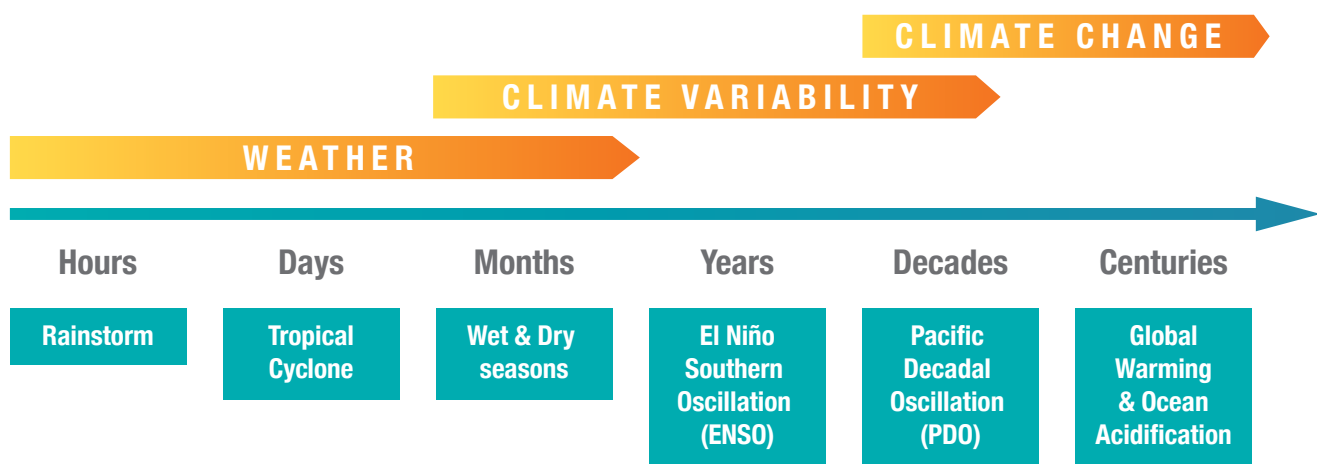 CLIMATE CHANGE
CLIMATE VARIABILITY
WEATHER
Hours
Days
Months
Years
Decades
Centuries
Rainstorm
Tropical
Cyclone
Wet & Dry
seasons
El Niño
Southern
Oscillation
(ENSO)
Pacific
Decadal
Oscillation
(PDO)
Global
Warming
& Ocean
Acidification